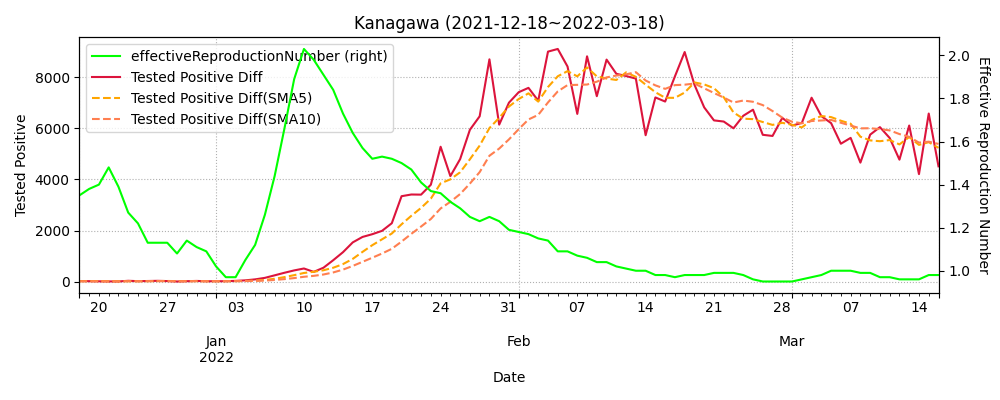 Kanagawa (2021-12-18~2022-03-18)
effectiveReproductionNumber (right)
Tested Positive Diff
Tested Positive Diff(SMA5)
Tested Positive Diff(SMA10)
Tested Positive
8000
6000
4000
2000
0
Effective Reproduction Number
2.0
1.8
1.6
1.4
1.2
1.0
20 27 03 10 17 24 31 07 14 21 28 07 14
Jan Feb Mar
2022
Date